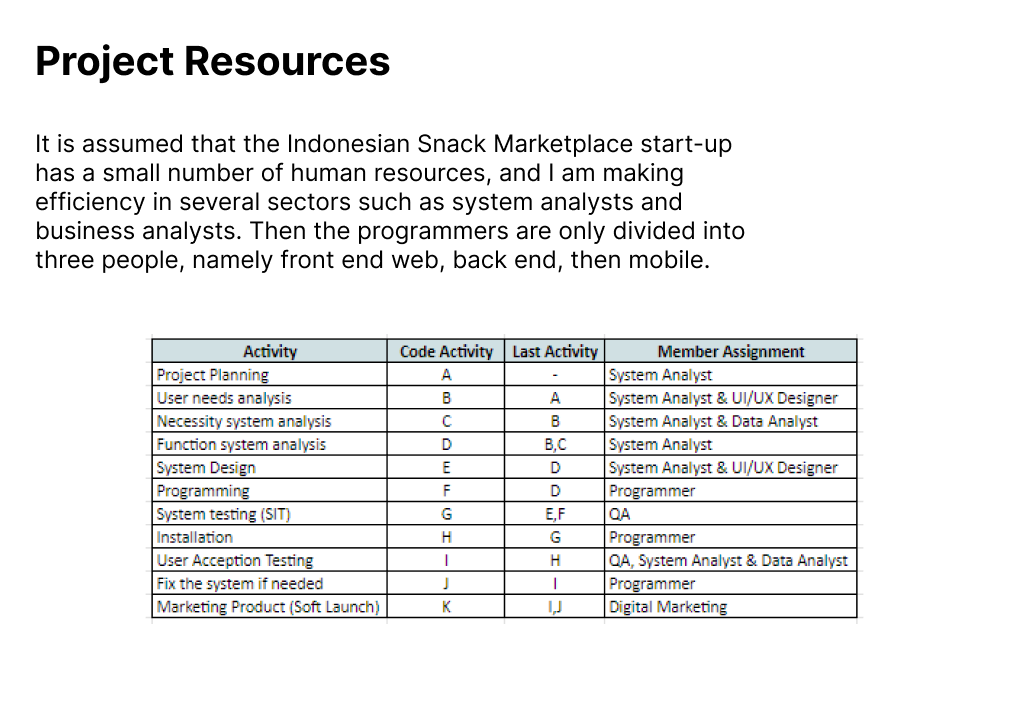 Project Resources
It is assumed that the Indonesian Snack Marketplace start-up
has a small number of human resources, and I am making
efficiency in several sectors such as system analysts and
business analysts. Then the programmers are only divided into
three people, namely front end web, back end, then mobile.
Activity Code Activity Last Activity Member Assignment
Project Planning A - System Analyst
User needs analysis B A System Analyst & UI/UX Designer
Necessity system analysis C B System Analyst & Data Analyst
Function system analysis D B,C System Analyst
System Design E D System Analyst & UI/UX Designer
Programming F D Programmer
System testing (SIT) G E,F QA
Installation H G Programmer
User Acception Testing I H QA, System Analyst & Data Analyst
Fix the system if needed J I Programmer
Marketing Product (Soft Launch) K I,J Digital Marketing